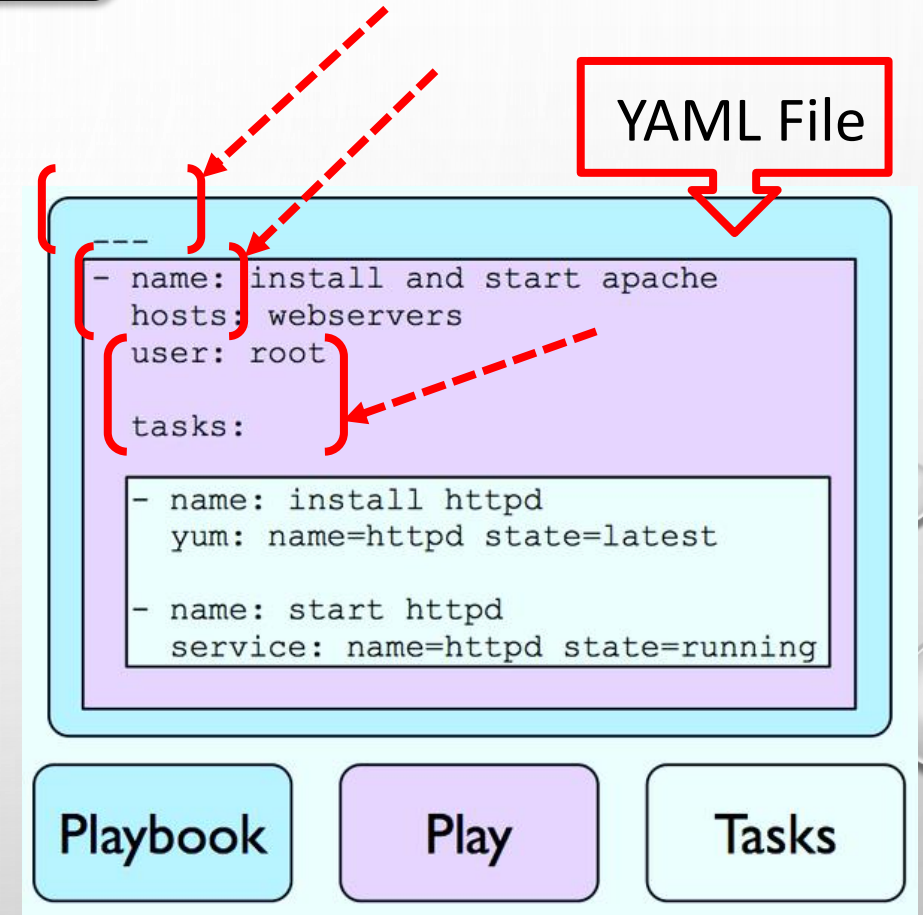 YAML File
---
- name: install and start apache
hosts: webservers
user: root
tasks:
- name: install httpd
yum: name=httpd state=latest
- name: start httpd
service: name=httpd state=running
Playbook
Play
Tasks